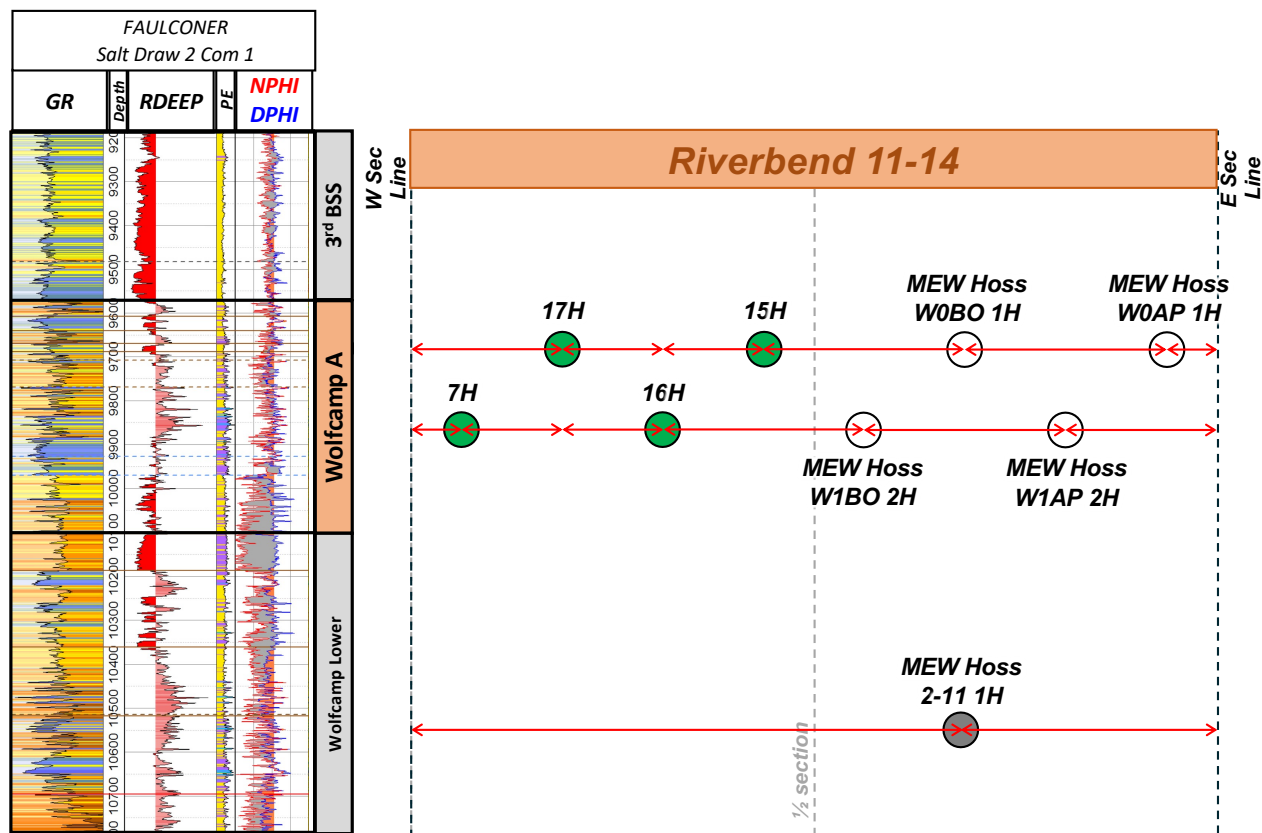 FAULCONER
Salt Draw 2 Com 1
GR
Depth
RDEEP
PE
NPHI
DPHI
9300
9400
9500
9600
9700
9800
9900
10000
10200
10300
10400
10500
10600
10700
3rd BSS
Wolfcamp A
Wolfcamp Lower
W Sec
Line
Riverbend 11-14
E Sec
Line
17H
15H
MEW Hoss
W0BO 1H
MEW Hoss
W0AP 1H
7H
16H
MEW Hoss
W1BO 2H
MEW Hoss
W1AP 2H
MEW Hoss
2-11 1H
½ section